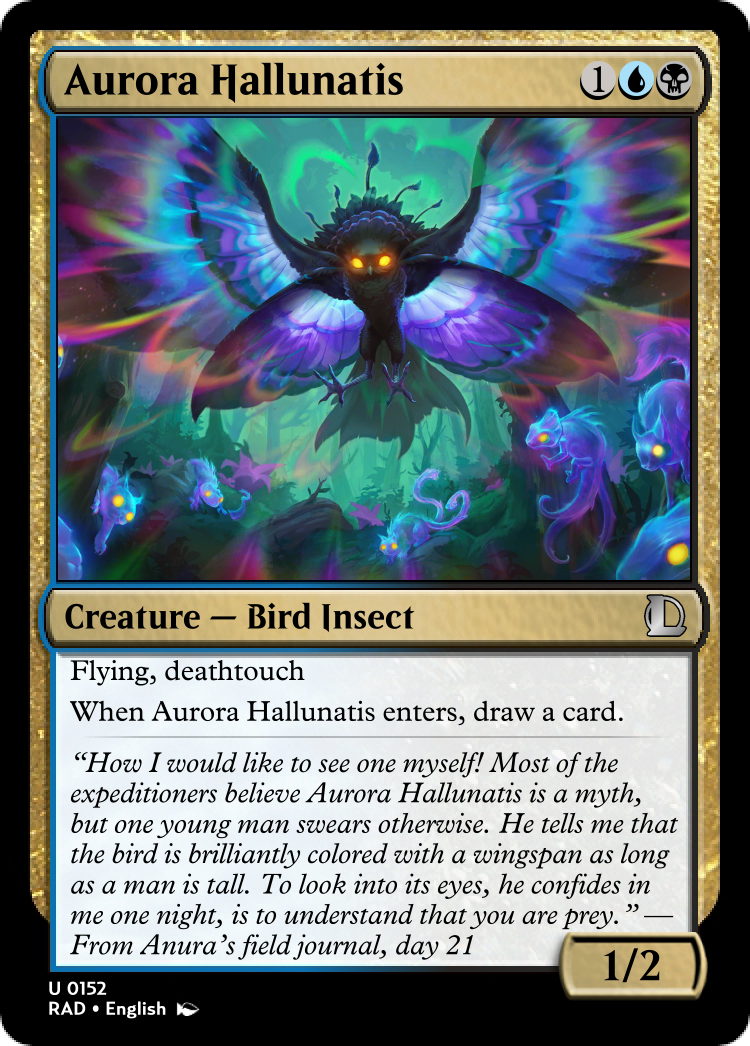 Aurora Hallunatis
1
Creature — Bird Insect
Flying, deathtouch
When Aurora Hallunatis enters, draw a card.
“How I would like to see one myself! Most of the
expeditioners believe Aurora Hallunatis is a myth,
but one young man swears otherwise. He tells me that
the bird is brilliantly colored with a wingspan as long
as a man is tall. To look into its eyes, he confides in
me one night, is to understand that you are prey.” —
From Anura’s field journal, day 21
1/2
U 0152
RAD • English